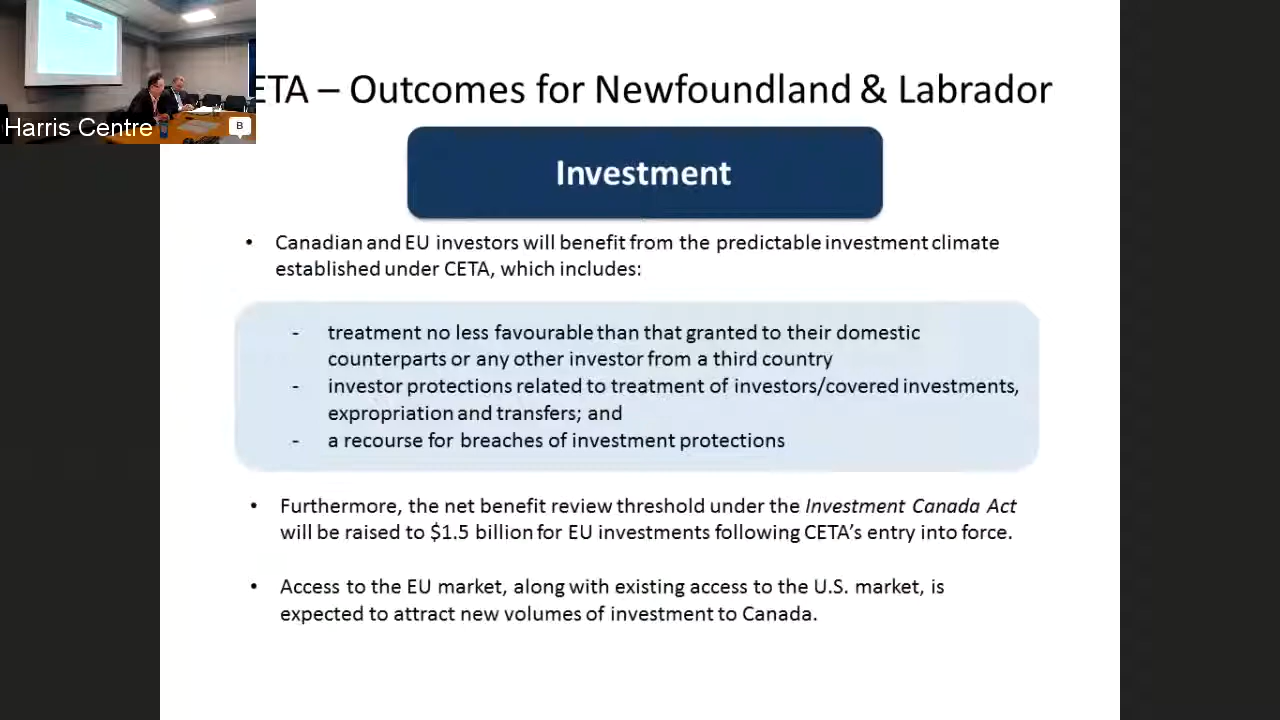 ETA – Outcomes for Newfoundland & Labrador
Harris Centre
B
Investment
• Canadian and EU investors will benefit from the predictable investment climate
established under CETA, which includes:
- treatment no less favourable than that granted to their domestic
counterparts or any other investor from a third country
- investor protections related to treatment of investors/covered investments,
expropriation and transfers; and
- a recourse for breaches of investment protections
• Furthermore, the net benefit review threshold under the Investment Canada Act
will be raised to $1.5 billion for EU investments following CETA’s entry into force.
• Access to the EU market, along with existing access to the U.S. market, is
expected to attract new volumes of investment to Canada.